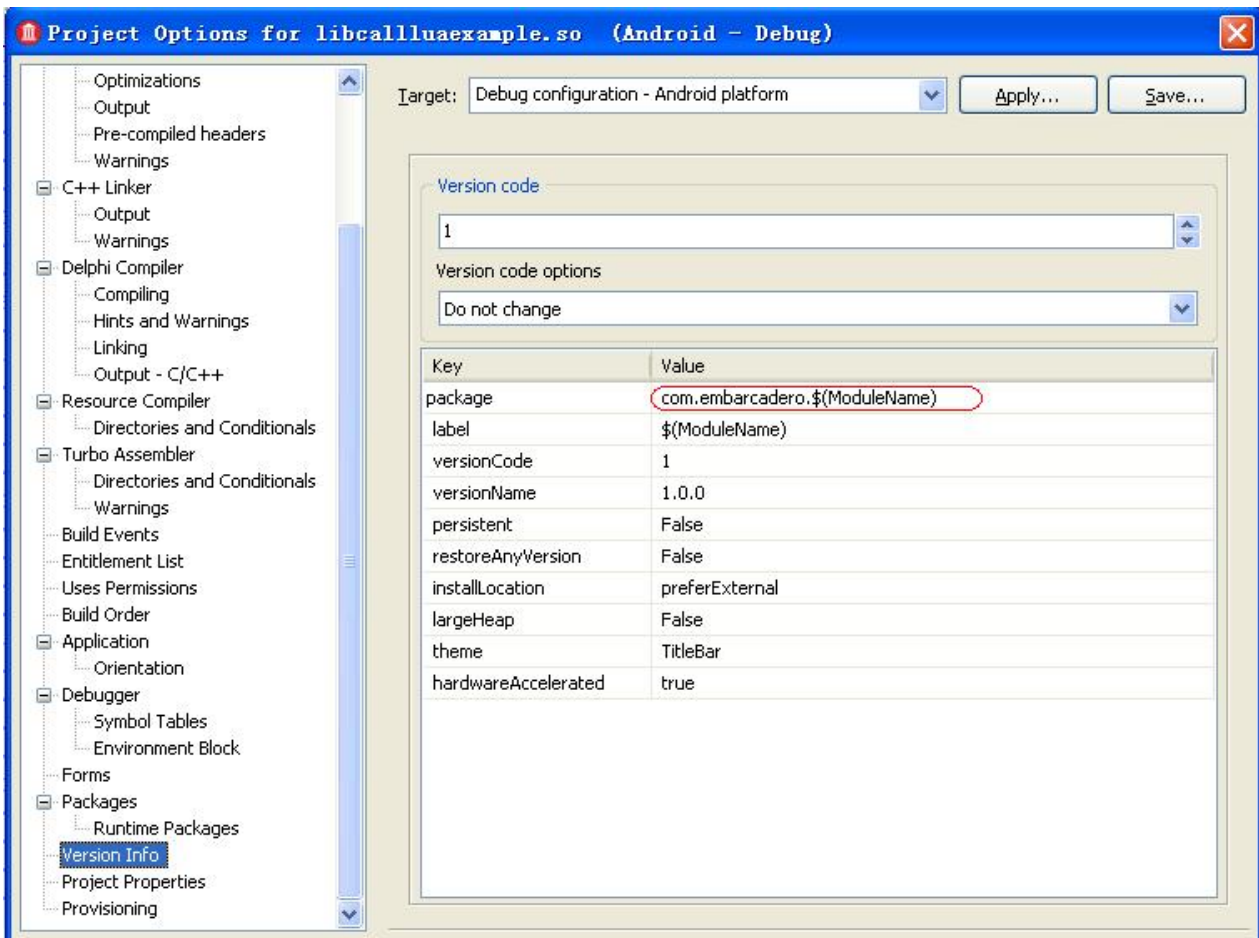 Project Options for libcallluaexample.so (Android - Debug)
Optimizations
Output
Pre-compiled headers
Warnings
C++ Linker
Output
Warnings
Delphi Compiler
Compiling
Hints and Warnings
Linking
Output - C/C++
Resource Compiler
Directories and Conditionals
Turbo Assembler
Directories and Conditionals
Warnings
Build Events
Entitlement List
Uses Permissions
Build Order
Application
Orientation
Debugger
Symbol Tables
Environment Block
Forms
Packages
Runtime Packages
Version Info
Project Properties
Provisioning
Target: Debug configuration - Android platform Apply... Save...
Version code
1
Version code options
Do not change
Key Value
package com.embarcadero.$(ModuleName)
label $(ModuleName)
versionCode 1
versionName 1.0.0
persistent False
restoreAnyVersion False
installLocation preferExternal
largeHeap False
theme TitleBar
hardwareAccelerated true